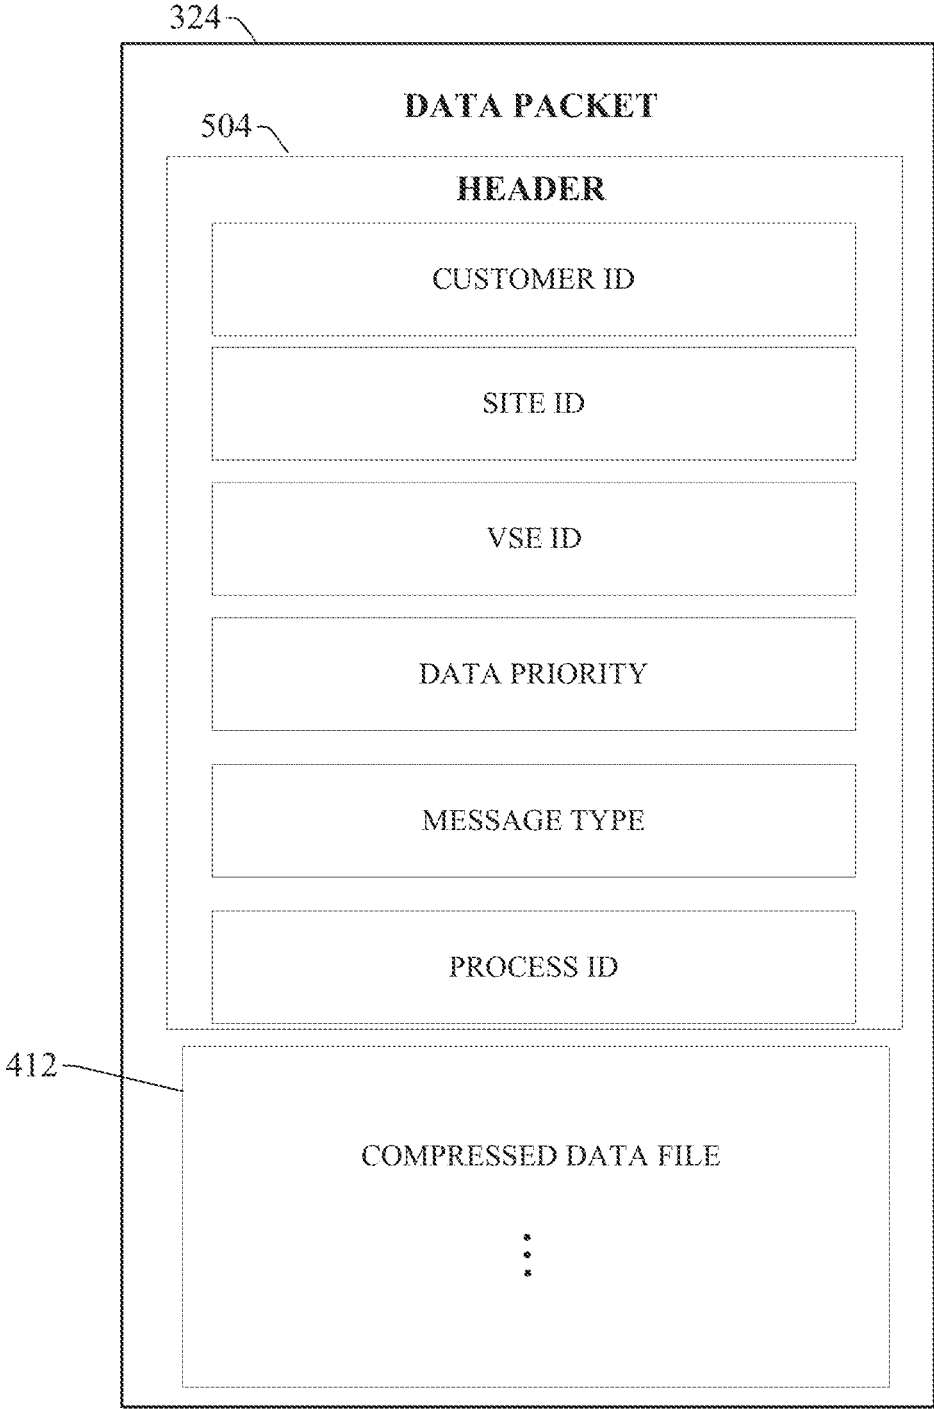 324
DATA PACKET
504
HEADER
CUSTOMER ID
SITE ID
VSE ID
DATA PRIORITY
MESSAGE TYPE
PROCESS ID
412
COMPRESSED DATA FILE